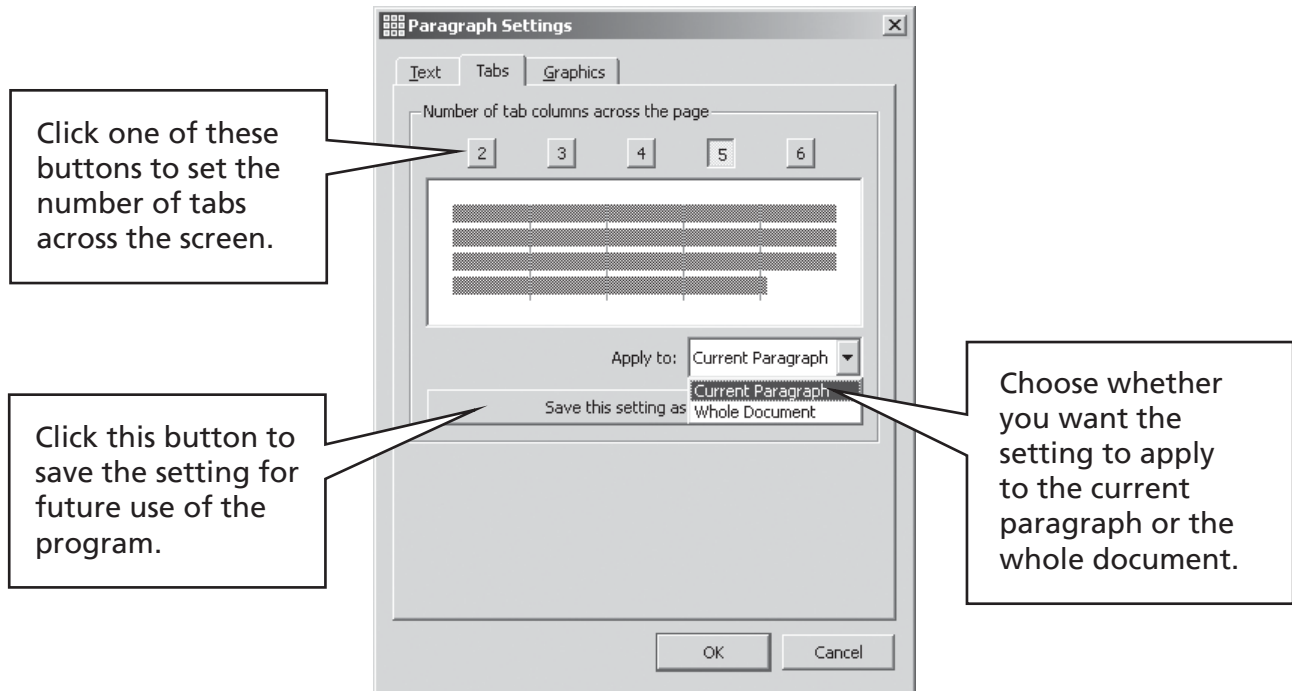 Paragraph Settings
Text Tabs Graphics
Number of tab columns across the page
2 3 4 5 6
Click one of these
buttons to set the
number of tabs
across the screen.
Apply to: Current Paragraph
Current Paragraph
Whole Document
Save this setting as
Click this button to
save the setting for
future use of the
program.
Choose whether
you want the
setting to apply
to the current
paragraph or the
whole document.
OK Cancel